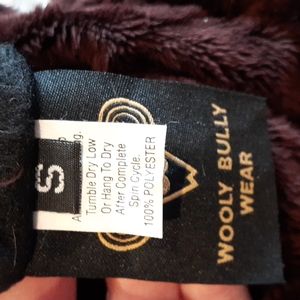 S
Tumble Dry Low
Or Hang To Dry
After Complete
Spin Cycle.
100% POLYESTER
WOOLY BULLY
WEAR